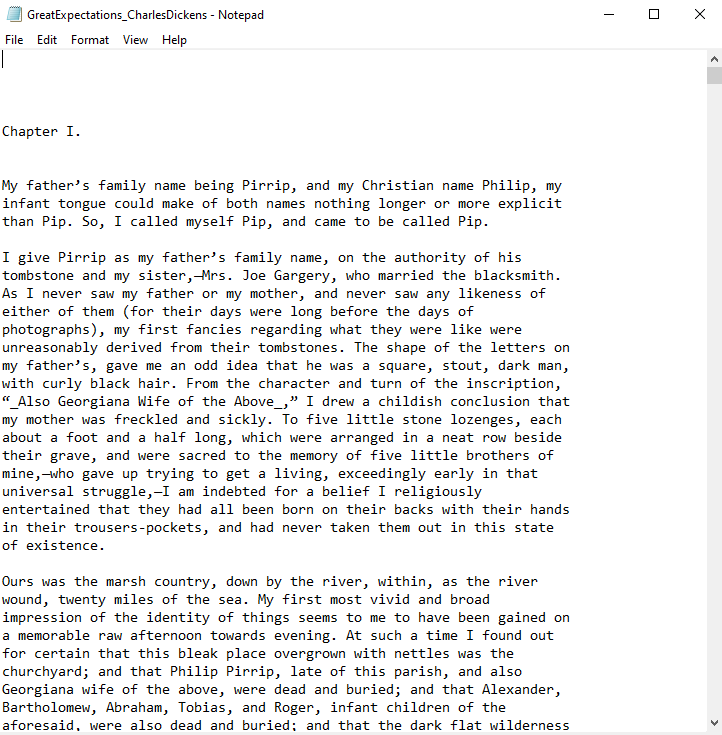 GreatExpectations_CharlesDickens - Notepad
File Edit Format View Help
Chapter I.
My father’s family name being Pirrip, and my Christian name Philip, my
infant tongue could make of both names nothing longer or more explicit
than Pip. So, I called myself Pip, and came to be called Pip.
I give Pirrip as my father’s family name, on the authority of his
tombstone and my sister,—Mrs. Joe Gargery, who married the blacksmith.
As I never saw my father or my mother, and never saw any likeness of
either of them (for their days were long before the days of
photographs), my first fancies regarding what they were like were
unreasonably derived from their tombstones. The shape of the letters on
my father’s, gave me an odd idea that he was a square, stout, dark man,
with curly black hair. From the character and turn of the inscription,
“_Also Georgiana Wife of the Above_,” I drew a childish conclusion that
my mother was freckled and sickly. To five little stone lozenges, each
about a foot and a half long, which were arranged in a neat row beside
their grave, and were sacred to the memory of five little brothers of
mine,—who gave up trying to get a living, exceedingly early in that
universal struggle,—I am indebted for a belief I religiously
entertained that they had all been born on their backs with their hands
in their trousers-pockets, and had never taken them out in this state
of existence.
Ours was the marsh country, down by the river, within, as the river
wound, twenty miles of the sea. My first most vivid and broad
impression of the identity of things seems to me to have been gained on
a memorable raw afternoon towards evening. At such a time I found out
for certain that this bleak place overgrown with nettles was the
churchyard; and that Philip Pirrip, late of this parish, and also
Georgiana wife of the above, were dead and buried; and that Alexander,
Bartholomew, Abraham, Tobias, and Roger, infant children of the
aforesaid, were also dead and buried; and that the dark flat wilderness